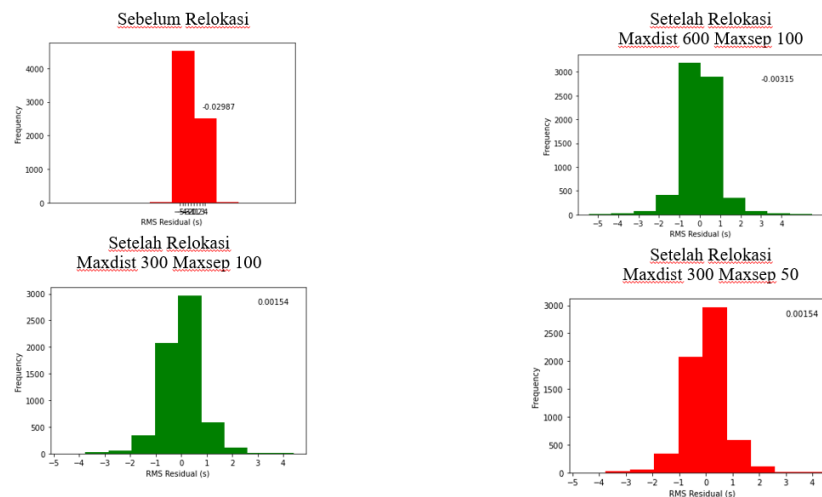 Sebelum Relokasi
-0.02987
4000
3000
2000
1000
0
Frequency
RMS Residual (s)
Setelah Relokasi
Maxdist 600 Maxsep 100
-0.00315
3000
2500
2000
1500
1000
500
0
Frequency
−5 −4 −3 −2 −1 0 1 2 3 4
RMS Residual (s)
Setelah Relokasi
Maxdist 300 Maxsep 100
0.00154
3000
2500
2000
1500
1000
500
0
Frequency
−5 −4 −3 −2 −1 0 1 2 3 4
RMS Residual (s)
Setelah Relokasi
Maxdist 300 Maxsep 50
0.00154
3000
2500
2000
1500
1000
500
0
Frequency
−5 −4 −3 −2 −1 0 1 2 3 4
RMS Residual (s)